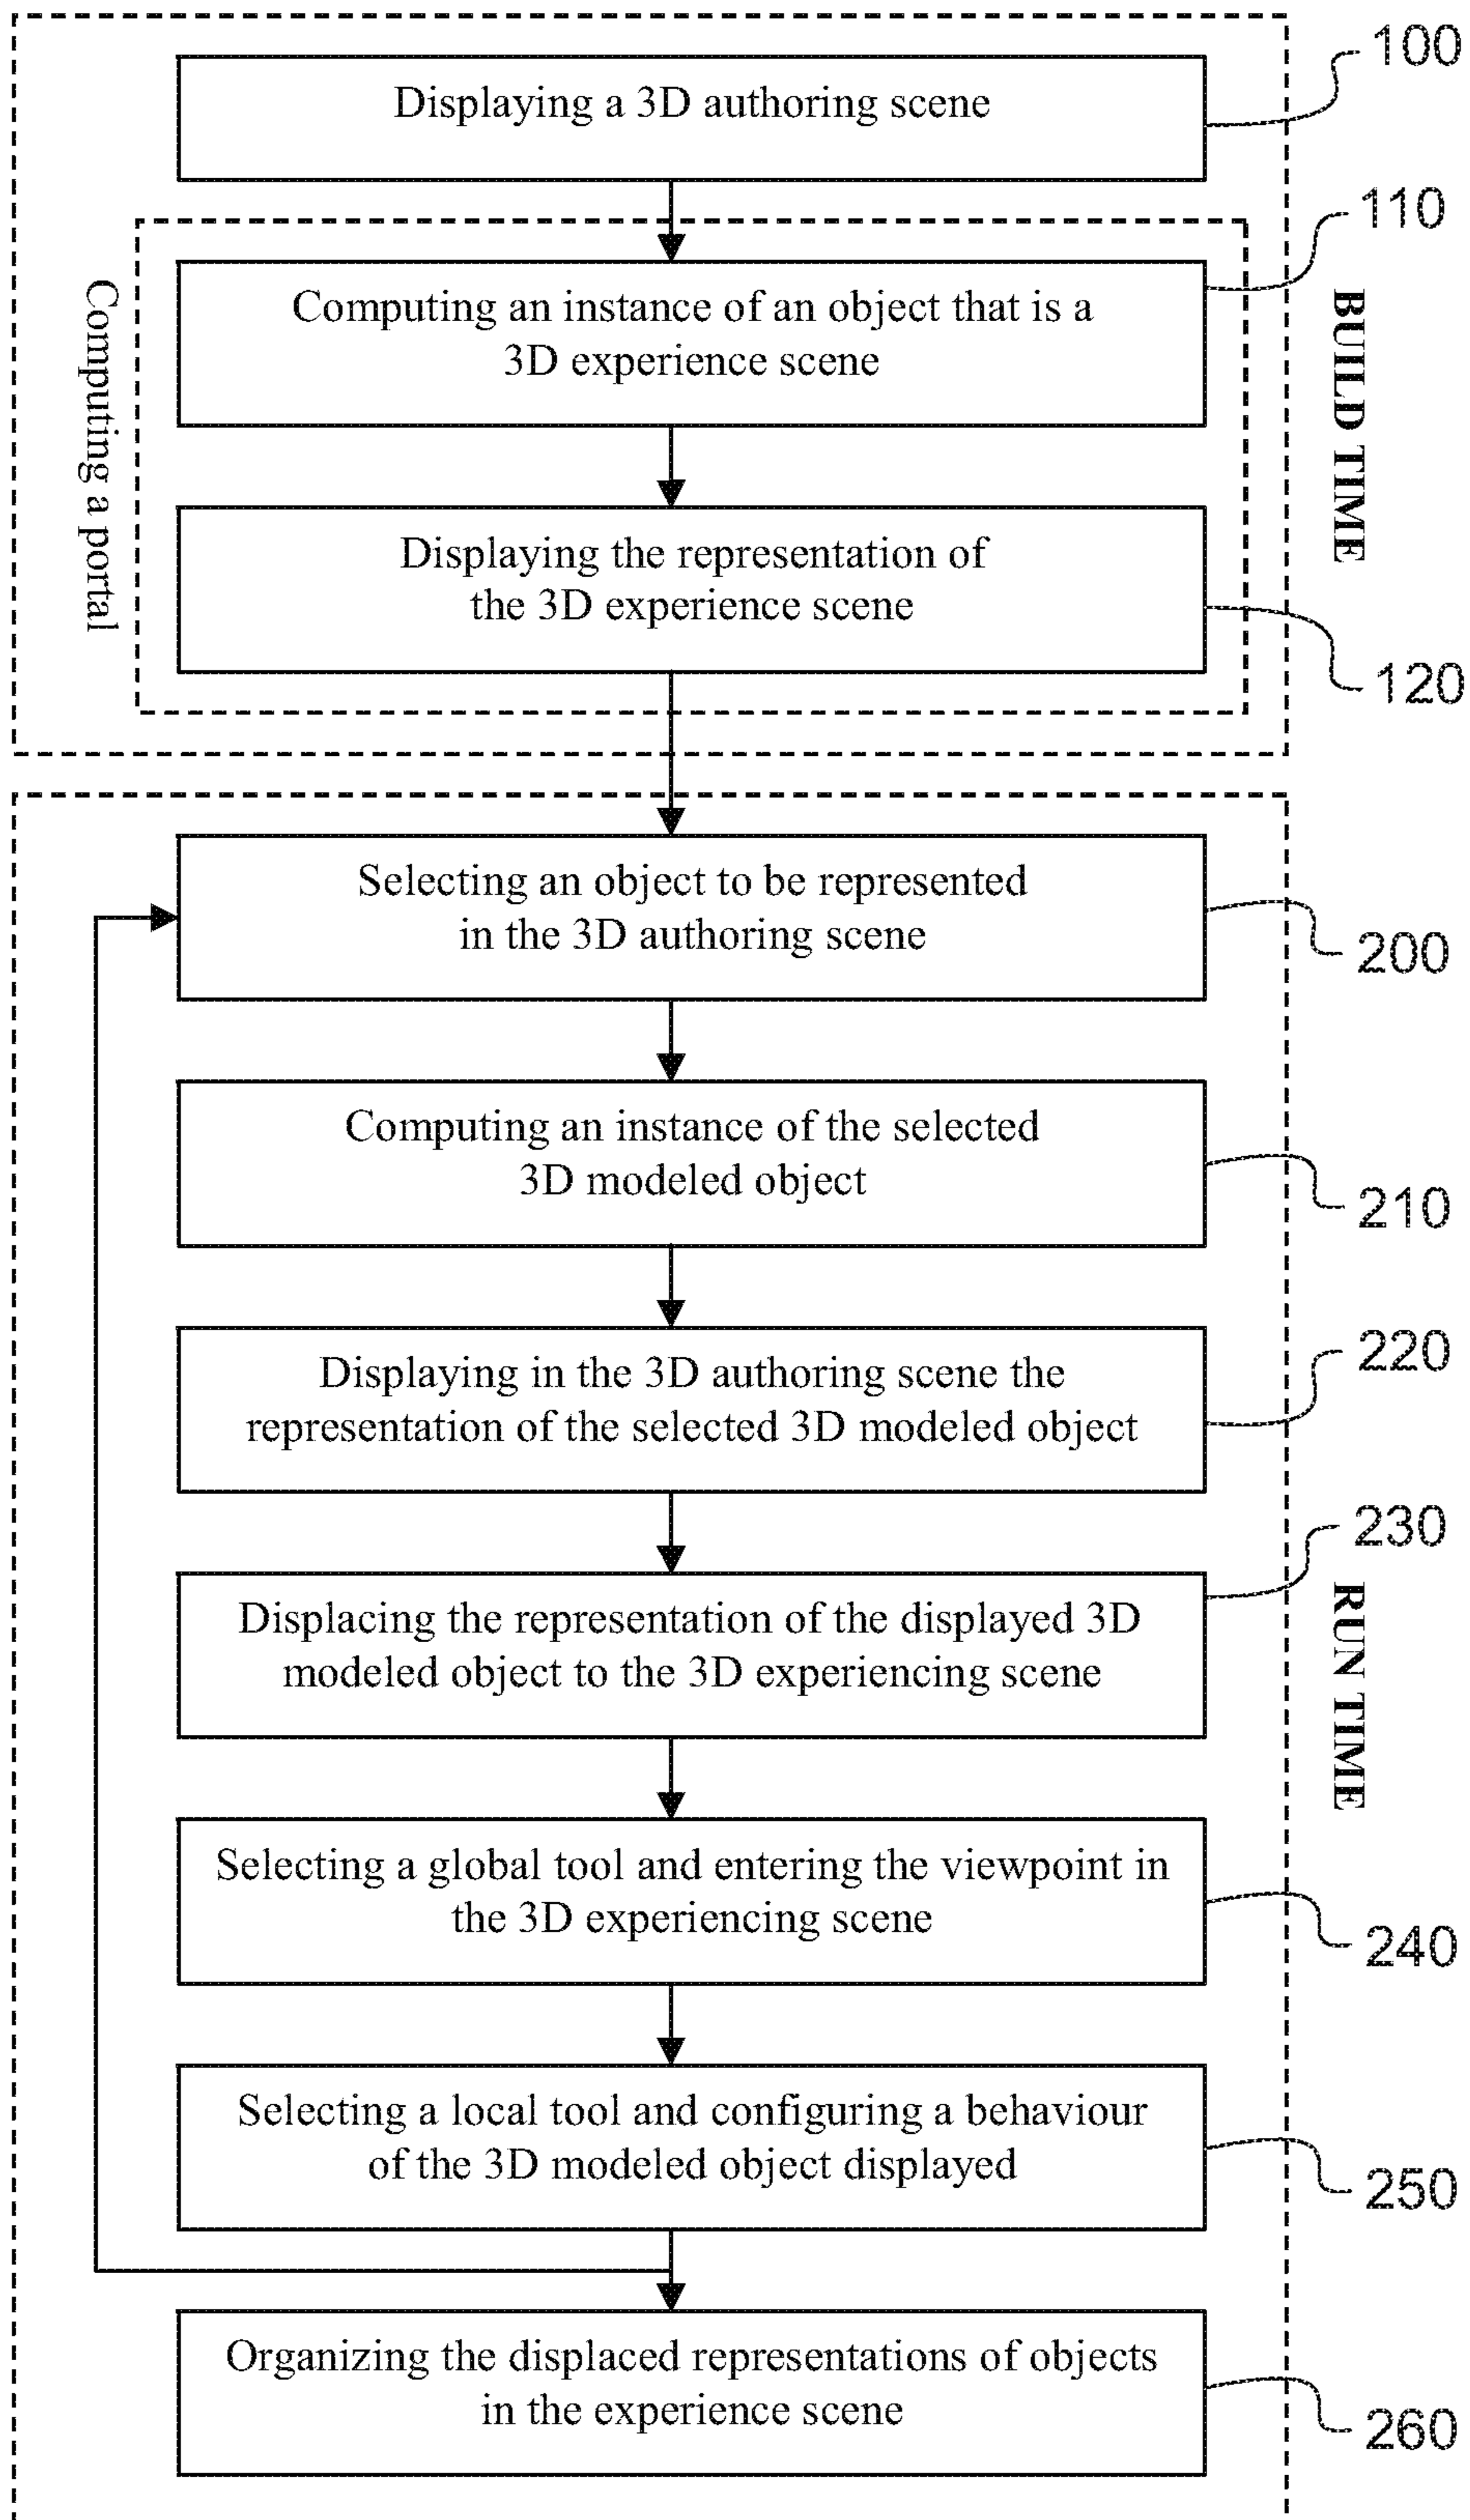 Displaying a 3D authoring scene
100
110
Computing an instance of an object that is a
3D experience scene
Computing a portal
BUILD TIME
Displaying the representation of
the 3D experience scene
120
Selecting an object to be represented
in the 3D authoring scene
200
Computing an instance of the selected
3D modeled object
210
Displaying in the 3D authoring scene the
representation of the selected 3D modeled object
220
230
Displacing the representation of the displayed 3D
modeled object to the 3D experiencing scene
RUN TIME
Selecting a global tool and entering the viewpoint in
the 3D experiencing scene
240
Selecting a local tool and configuring a behaviour
of the 3D modeled object displayed
250
Organizing the displaced representations of objects
in the experience scene
260